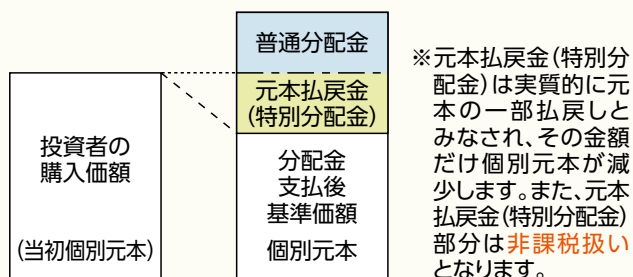 普通分配金
元本払戻金
(特別分配金)
投資者の
購入価額
(当初個別元本)
分配金
支払後
基準価額
個別元本
※元本払戻金(特別分
配金)は実質的に元
本の一部払戻しと
みなされ、その金額
だけ個別元本が減
少します。また、元本
払戻金(特別分配金)
部分は非課税扱い
となります。